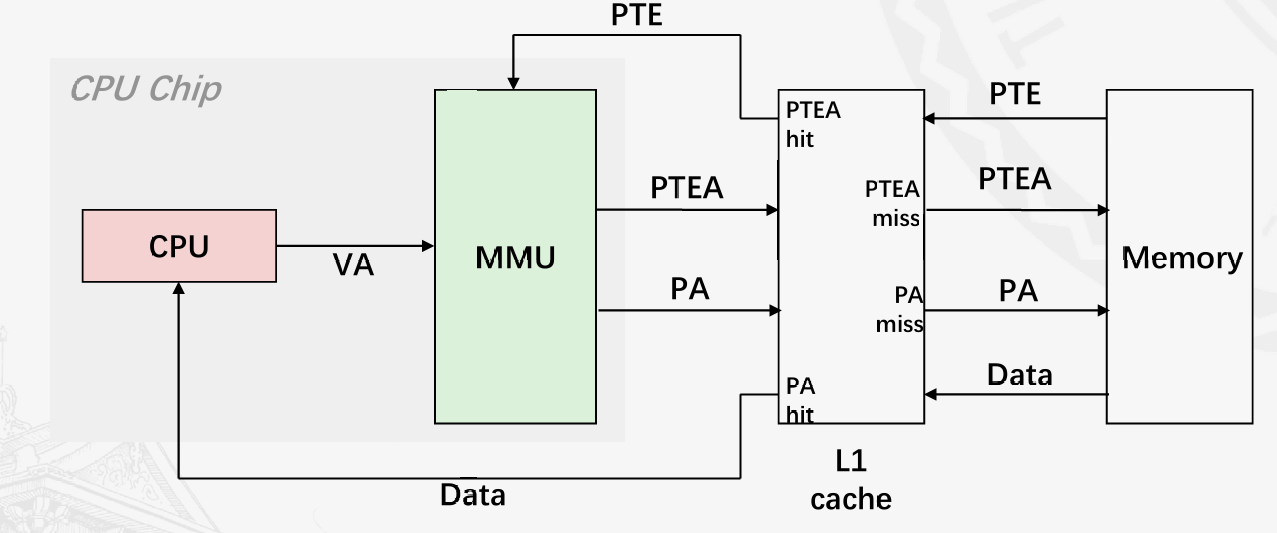 PTE
CPU Chip
PTEA
hit
PTE
PTEA
PTEA
miss
PTEA
CPU
VA
MMU
Memory
PA
PA
miss
PA
PA
hit
Data
Data
L1
cache